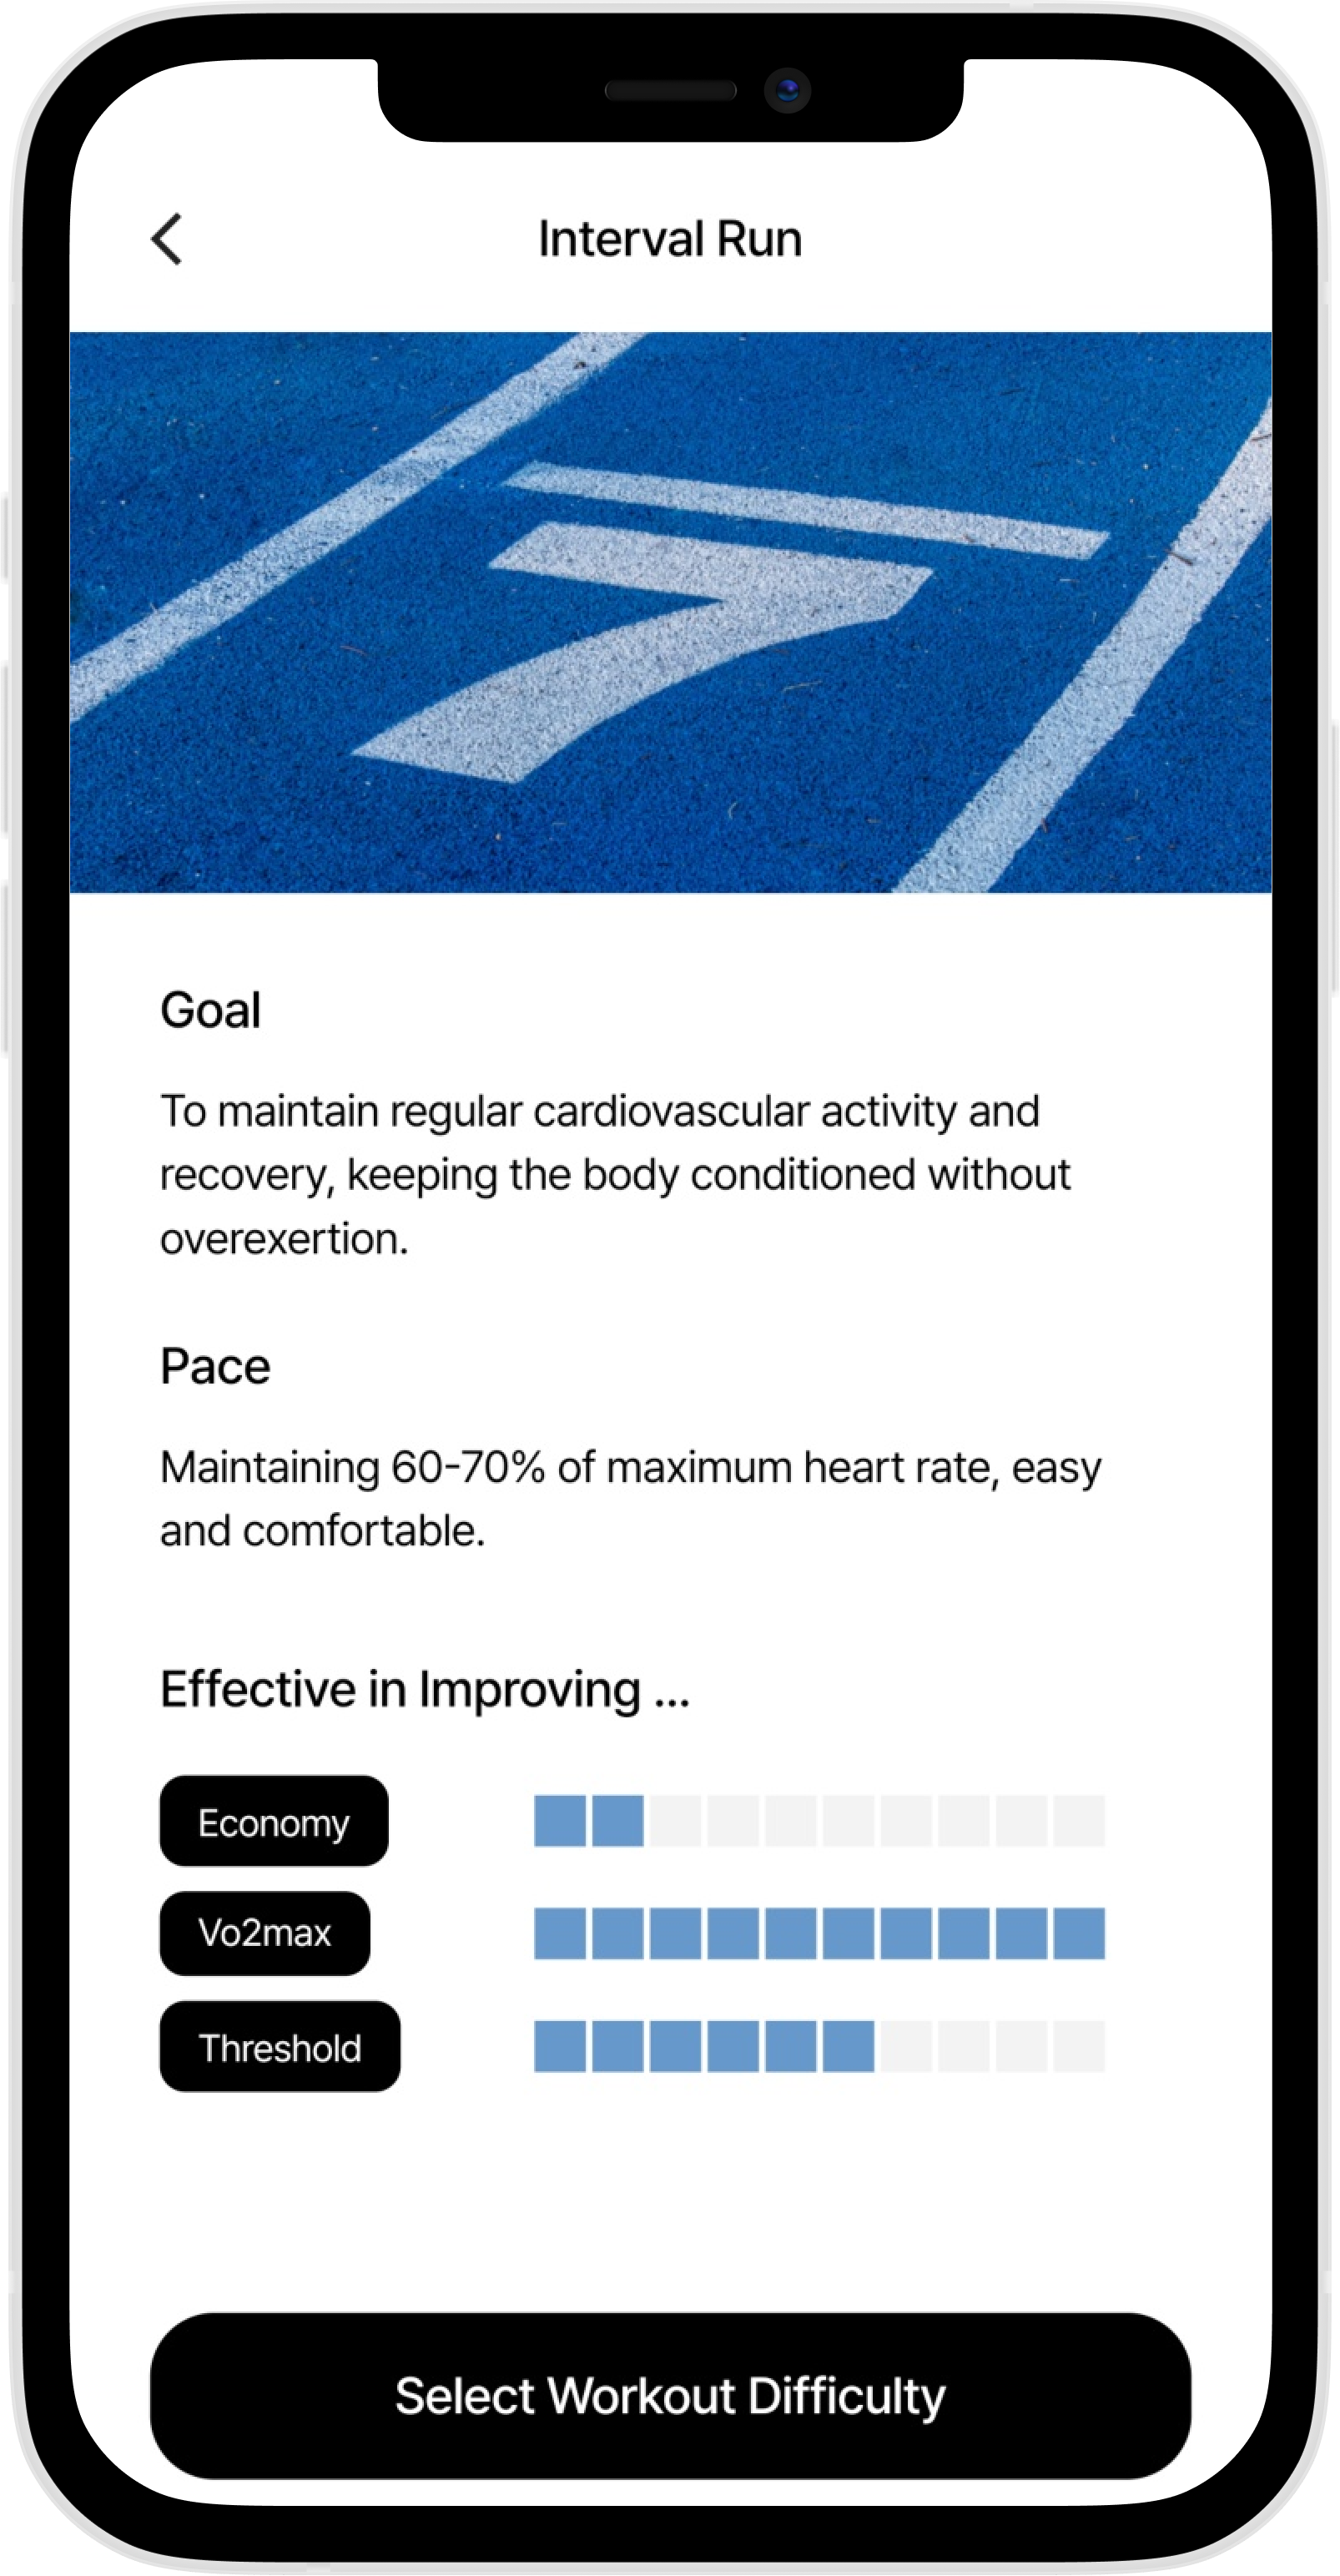 Interval Run
7
Goal
To maintain regular cardiovascular activity and
recovery, keeping the body conditioned without
overexertion.
Pace
Maintaining 60-70% of maximum heart rate, easy
and comfortable.
Effective in Improving ...
Economy
Vo2max
Threshold
Select Workout Difficulty